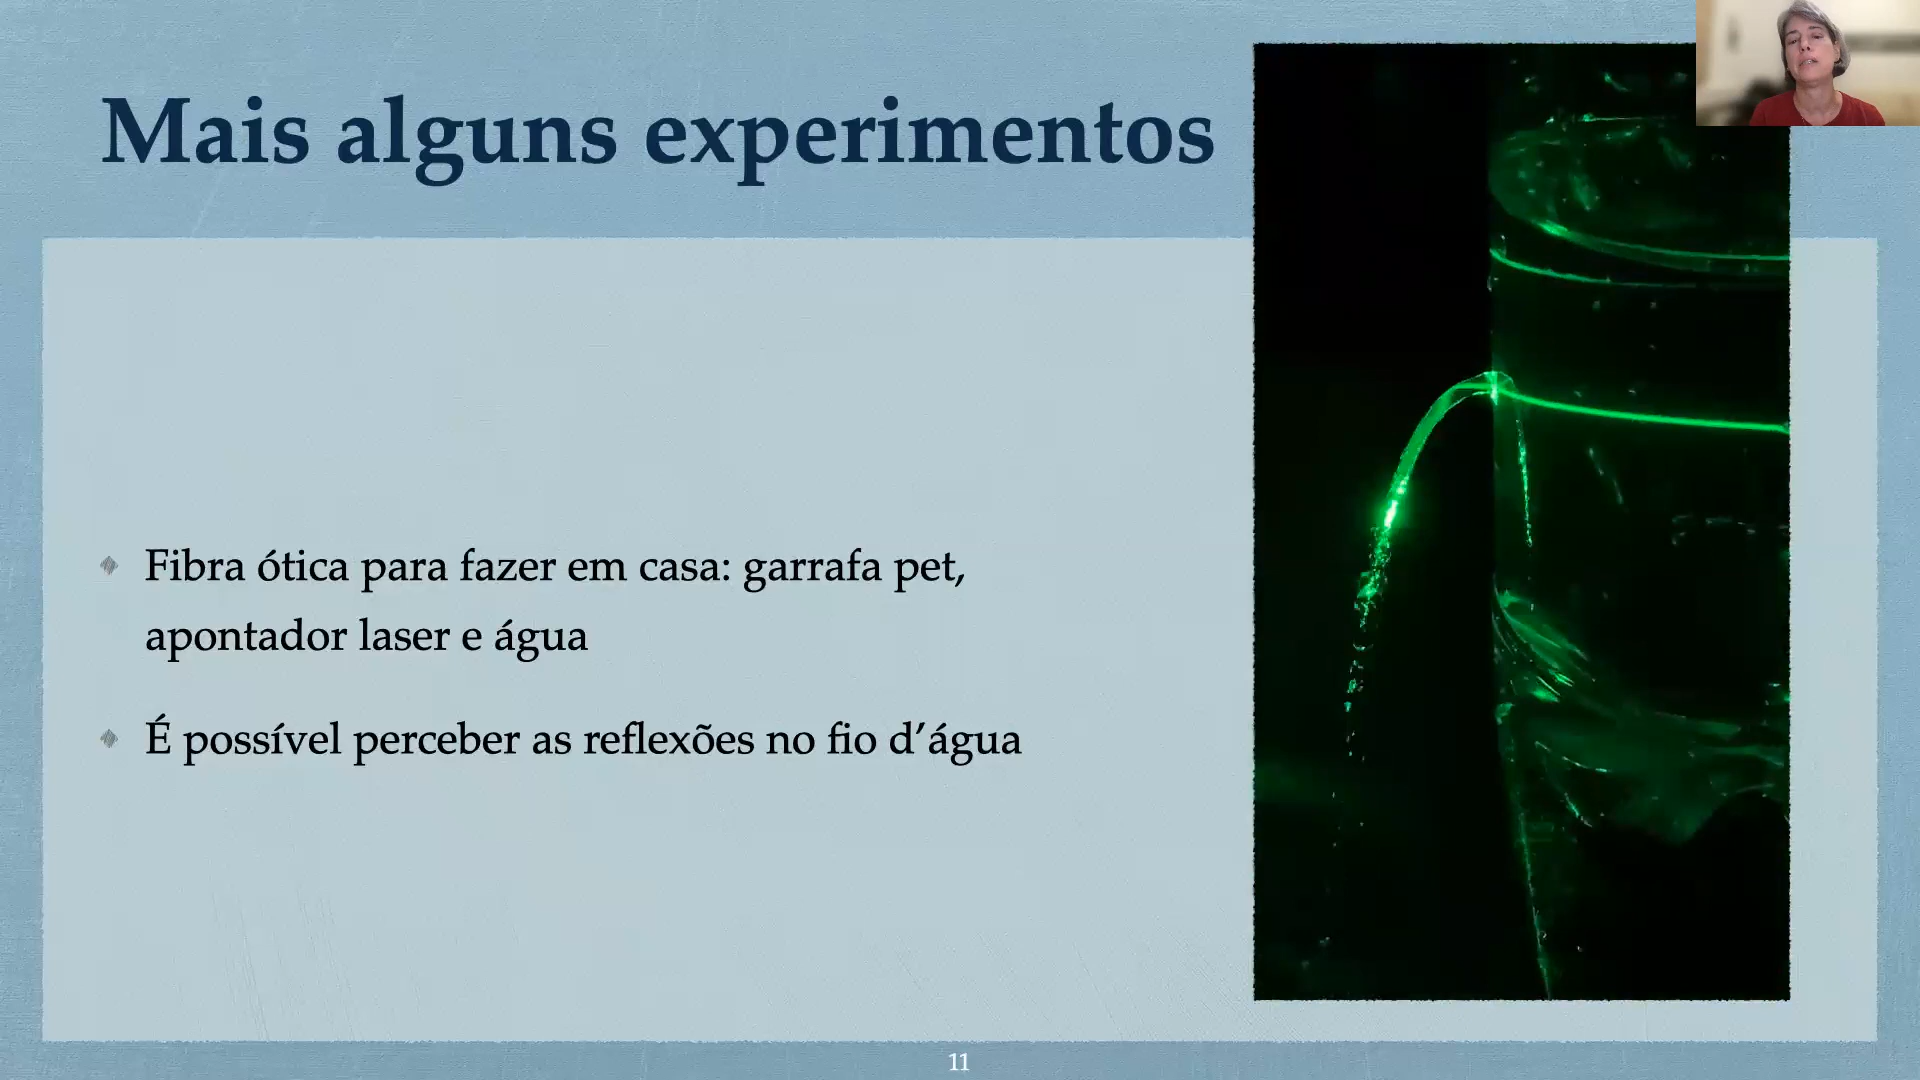 Mais alguns experimentos
Fibra ótica para fazer em casa: garrafa pet,
apontador laser e água
É possível perceber as reflexões no fio d’água
11